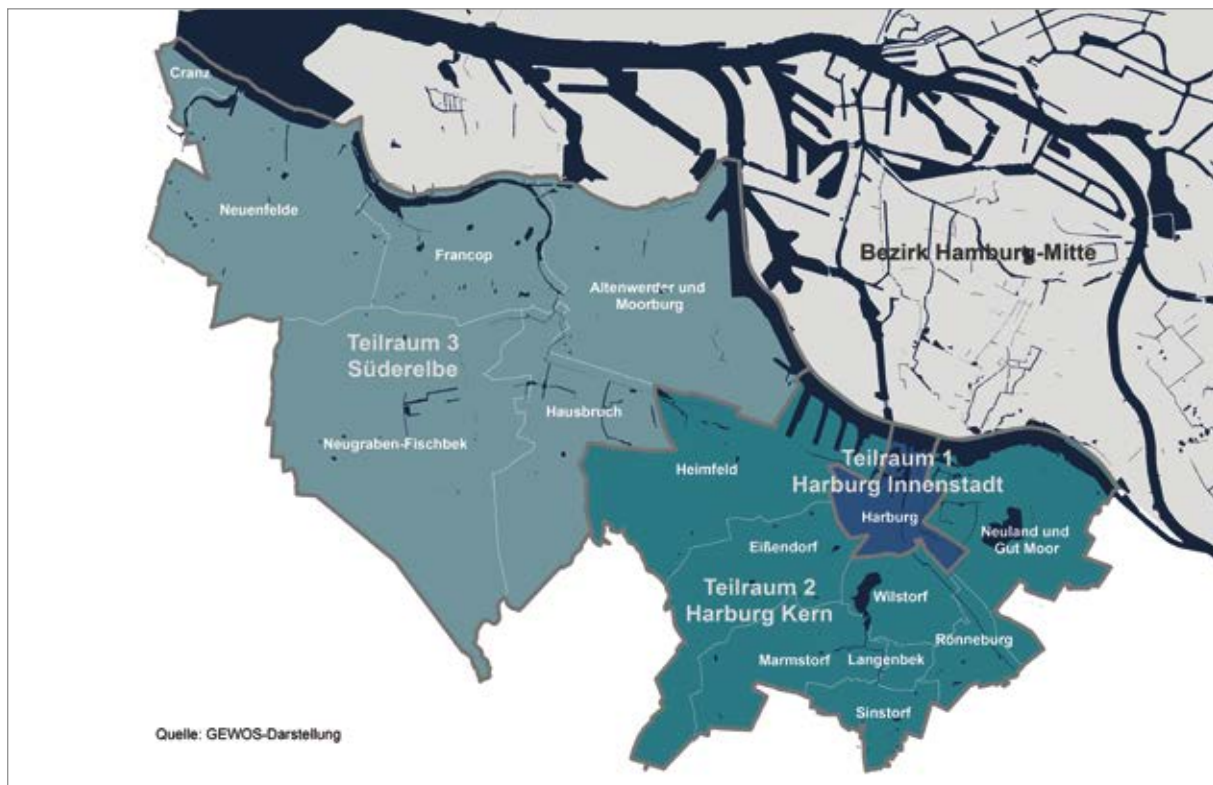 Cranz
Neuenfelde
Francop
Bezirk Hamburg-Mitte
Altenwerder und
Moorburg
Teilraum 3
Süderelbe
Hausbruch
Neugraben-Fischbek
Teilraum 1
Harburg Innenstadt
Heimfeld
Harburg
Neuland und
Gut Moor
Eißendorf
Teilraum 2
Harburg Kern
Wilstorf
Rönneburg
Marmstorf
Langenbek
Sinstorf
Quelle: GEWOS-Darstellung